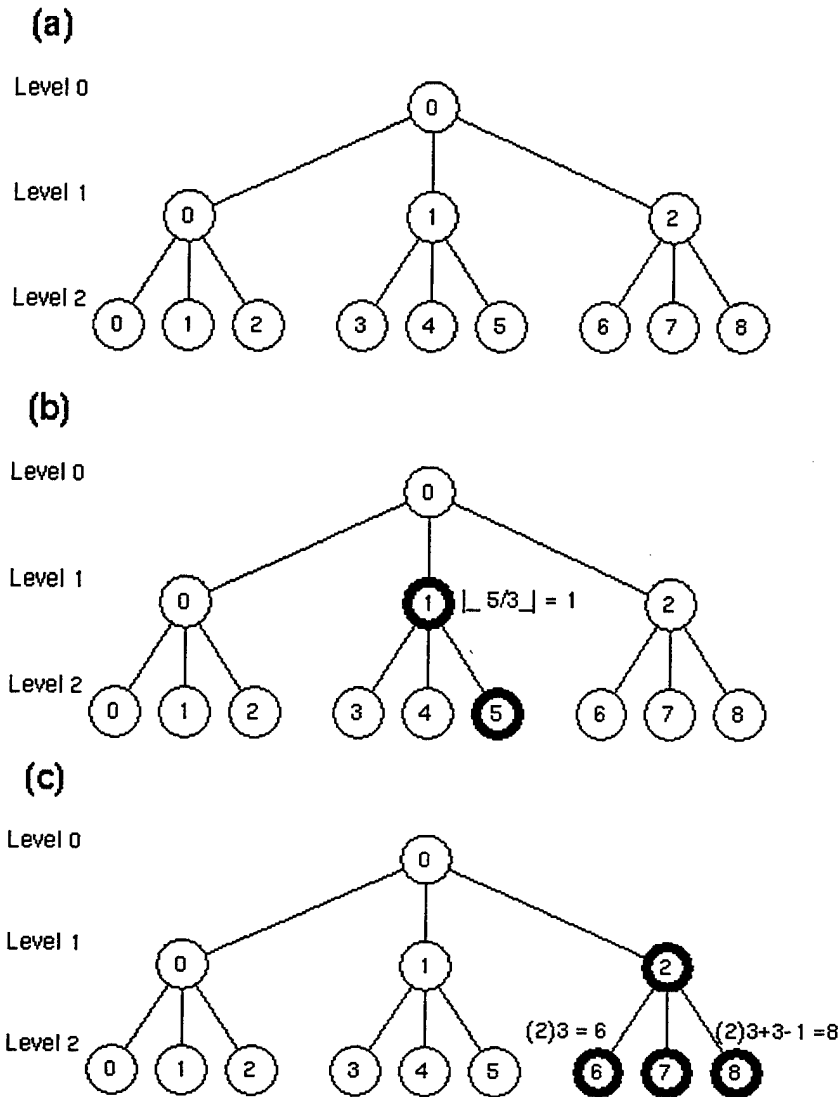 (a)
Level 0
0
Level 1
0 1 2
Level 2
0 1 2 3 4 5 6 7 8
(b)
Level 0
0
Level 1
0 1 |_ 5/3_| = 1 2
Level 2
0 1 2 3 4 5 6 7 8
(c)
Level 0
0
Level 1
0 1 2
(2)3 = 6 (2)3+3-1 =8
Level 2
0 1 2 3 4 5 6 7 8